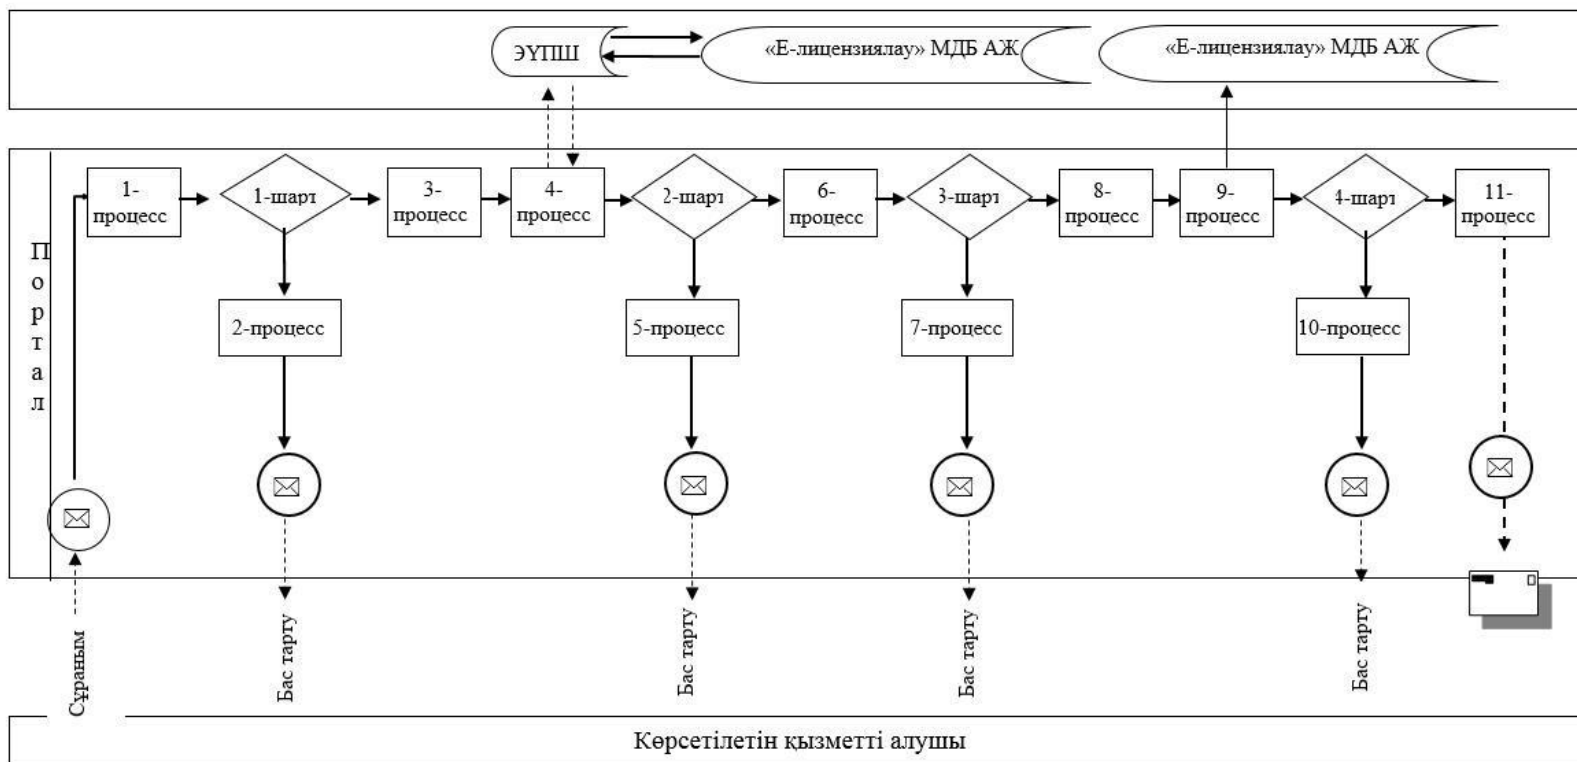 ЭҮПШ
«Е-лицензиялау» МДБ АЖ
«Е-лицензиялау» МДБ АЖ
Портал
1-
процесс
1-шарт
3-
процесс
4-
процесс
2-шарт
6-
процесс
3-шарт
8-
процесс
9-
процесс
4-шарт
11-
процесс
2-процесс
5-процесс
7-процесс
10-процесс
Сұраным
Бас тарту
Бас тарту
Бас тарту
Бас тарту
Көрсетілетін қызметті алушы